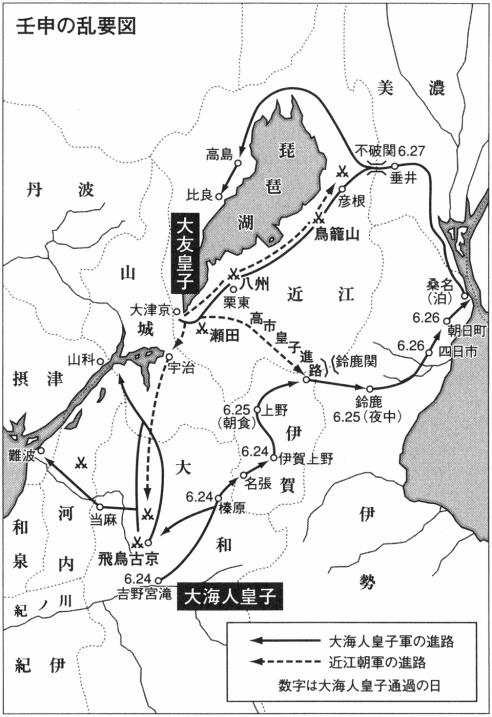 壬申の乱要図
美濃
不破関 6.27
垂井
琵琶湖
高島
比良
彦根
鳥籠山
丹波
大友皇子
八州
栗東
近江
大津京
山城
瀬田
高市皇子進路
(鈴鹿関)
桑名
(泊)
6.26
朝日町
6.26
四日市
山科
宇治
摂津
鈴鹿
6.25(夜中)
6.25
(朝食)
上野
伊賀
6.24
伊賀上野
名張
難波
大和
6.24
榛原
当麻
河内
和泉
飛鳥古京
伊勢
6.24
吉野宮滝
大海人皇子
紀ノ川
紀伊
大海人皇子軍の進路
近江朝軍の進路
数字は大海人皇子通過の日